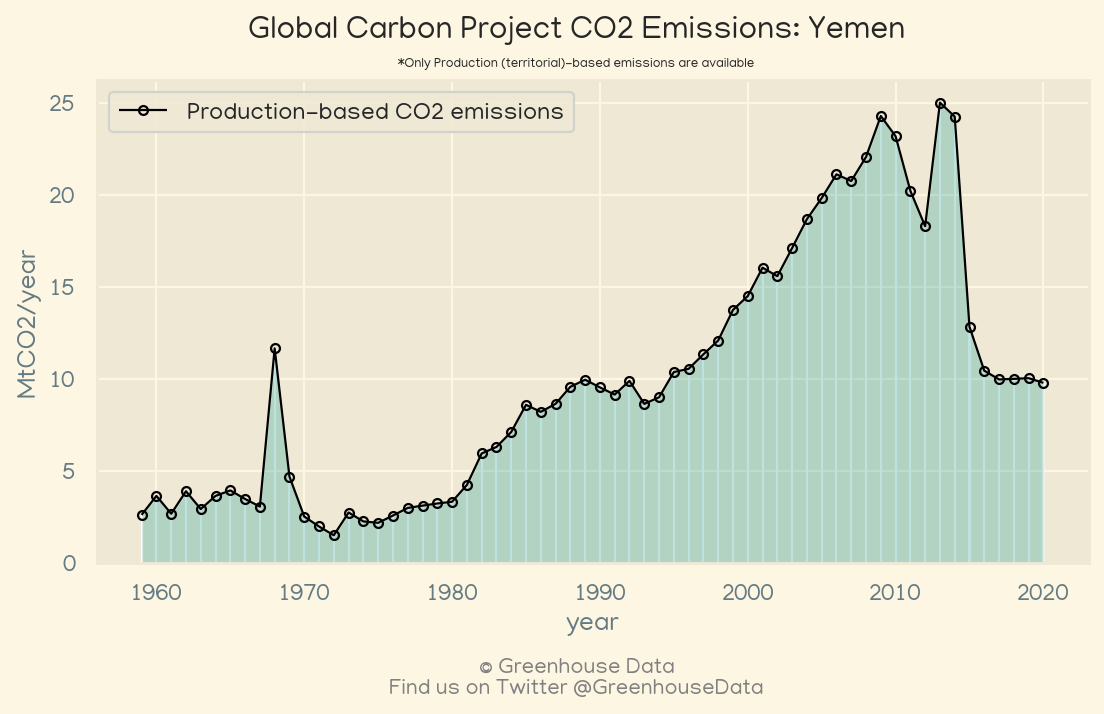 Global Carbon Project CO2 Emissions: Yemen
*Only Production (territorial)-based emissions are available
Production-based CO2 emissions
MtCO2/year
25
20
15
10
5
0
1960 1970 1980 1990 2000 2010 2020
year
© Greenhouse Data
Find us on Twitter @GreenhouseData